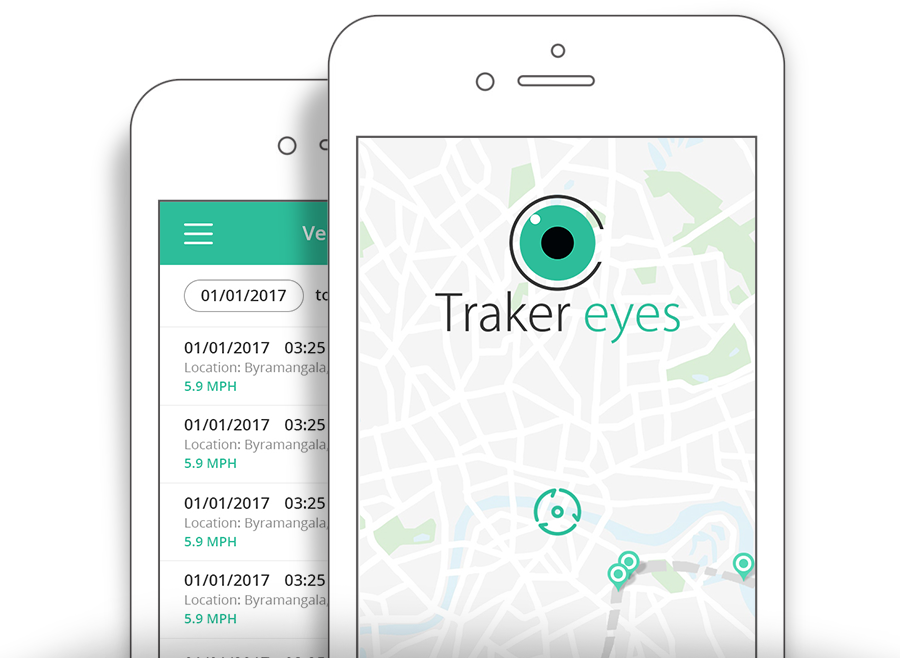 Ve
01/01/2017 to
01/01/2017 03:25
Location: Byramangala,
5.9 MPH
01/01/2017 03:25
Location: Byramangala,
5.9 MPH
01/01/2017 03:25
Location: Byramangala,
5.9 MPH
01/01/2017 03:25
Location: Byramangala,
5.9 MPH
Traker eyes